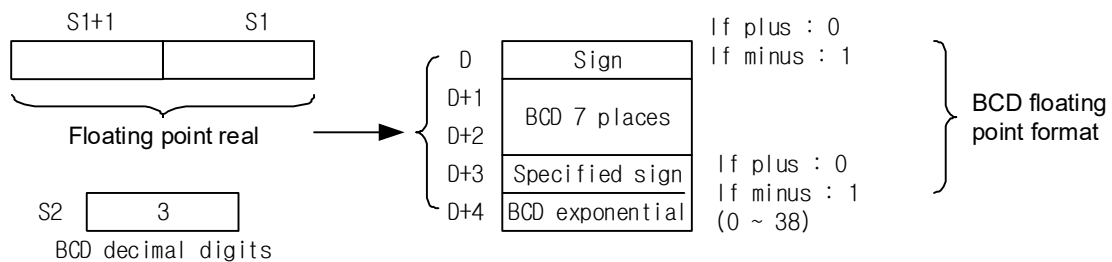 S1+1 S1
Floating point real
S2 3
BCD decimal digits
D Sign
D+1
BCD 7 places
D+2
D+3 Specified sign
D+4 BCD exponential
If plus : 0
If minus : 1
If plus : 0
If minus : 1
(0 ~ 38)
BCD floating
point format